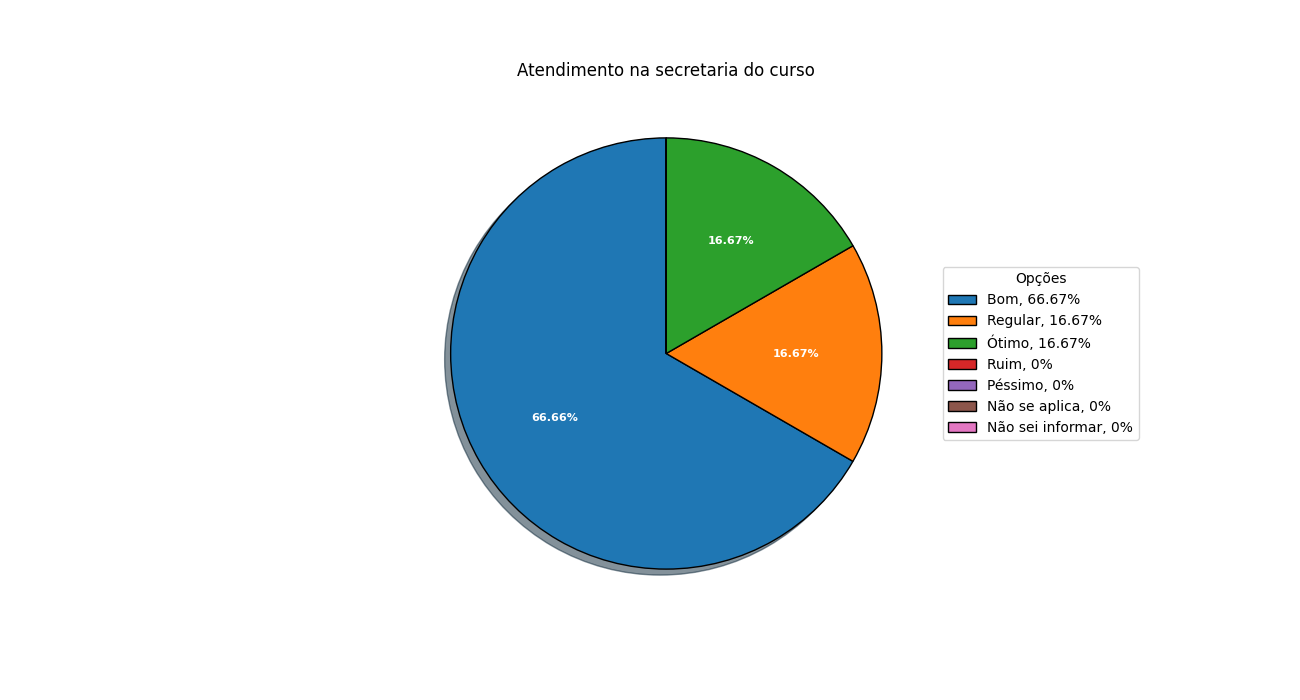 Atendimento na secretaria do curso
16.67%
16.67%
66.66%
Opções
Bom, 66.67%
Regular, 16.67%
Ótimo, 16.67%
Ruim, 0%
Péssimo, 0%
Não se aplica, 0%
Não sei informar, 0%